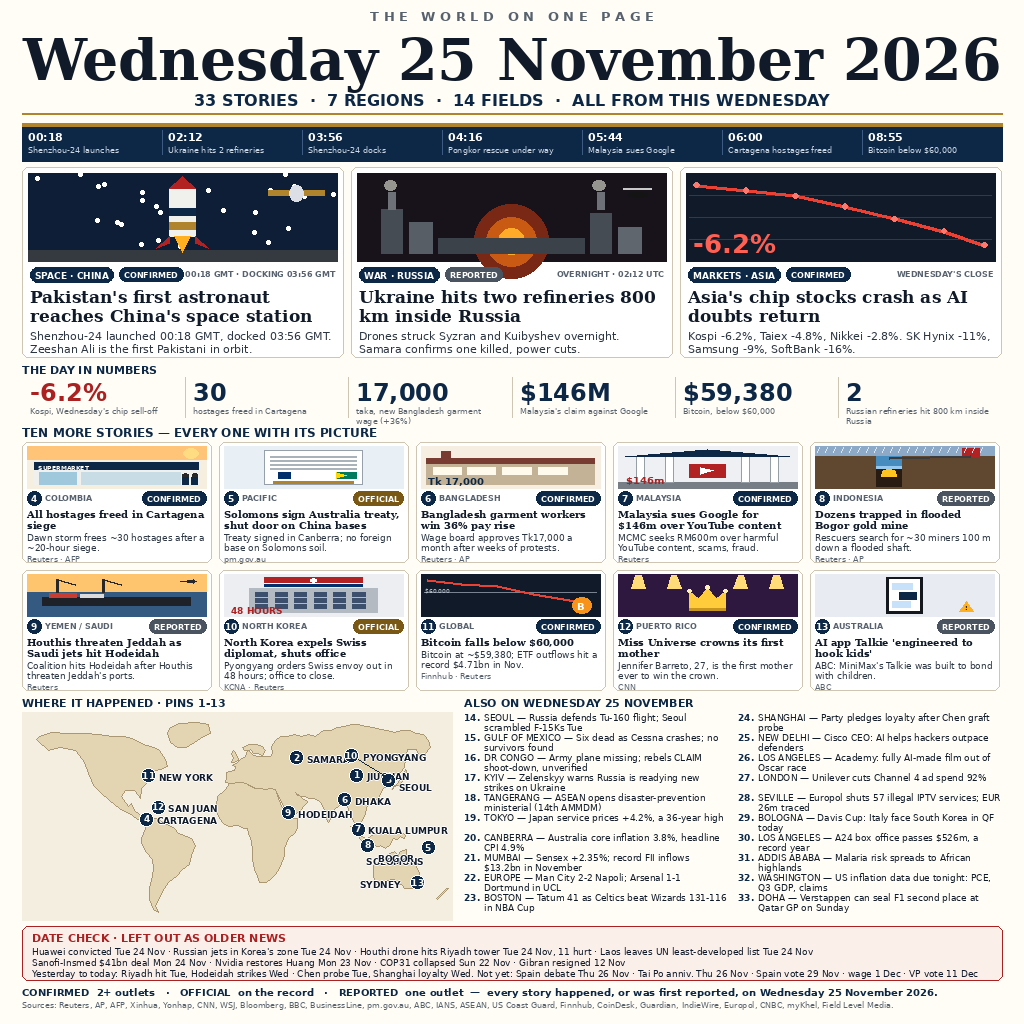 THE WORLD ON ONE PAGE
Wednesday 25 November 2026
33 STORIES · 7 REGIONS · 14 FIELDS · ALL FROM THIS WEDNESDAY
00:18
Shenzhou-24 launches
02:12
Ukraine hits 2 refineries
03:56
Shenzhou-24 docks
04:16
Pongkor rescue under way
05:44
Malaysia sues Google
06:00
Cartagena hostages freed
08:55
Bitcoin below $60,000
SPACE · CHINA
CONFIRMED
00:18 GMT · DOCKING 03:56 GMT
Pakistan's first astronaut
reaches China's space station
Shenzhou-24 launched 00:18 GMT, docked 03:56 GMT.
Zeeshan Ali is the first Pakistani in orbit.
WAR · RUSSIA
REPORTED
OVERNIGHT · 02:12 UTC
Ukraine hits two refineries 800
km inside Russia
Drones struck Syzran and Kuibyshev overnight.
Samara confirms one killed, power cuts.
-6.2%
MARKETS · ASIA
CONFIRMED
WEDNESDAY'S CLOSE
Asia's chip stocks crash as AI
doubts return
Kospi -6.2%, Taiex -4.8%, Nikkei -2.8%. SK Hynix -11%,
Samsung -9%, SoftBank -16%.
THE DAY IN NUMBERS
-6.2%
Kospi, Wednesday's chip sell-off
30
hostages freed in Cartagena
17,000
taka, new Bangladesh garment
wage (+36%)
$146M
Malaysia's claim against Google
$59,380
Bitcoin, below $60,000
2
Russian refineries hit 800 km inside
Russia
TEN MORE STORIES — EVERY ONE WITH ITS PICTURE
SUPERMARKET
4 COLOMBIA CONFIRMED
All hostages freed in Cartagena
siege
Dawn storm frees ~30 hostages after a
~20-hour siege.
Reuters · AFP
5 PACIFIC OFFICIAL
Solomons sign Australia treaty,
shut door on China bases
Treaty signed in Canberra; no foreign
base on Solomons soil.
pm.gov.au
Tk 17,000
6 BANGLADESH CONFIRMED
Bangladesh garment workers
win 36% pay rise
Wage board approves Tk17,000 a
month after weeks of protests.
Reuters · AP
$146m
7 MALAYSIA CONFIRMED
Malaysia sues Google for
$146m over YouTube content
MCMC seeks RM600m over harmful
YouTube content, scams, fraud.
Reuters
8 INDONESIA REPORTED
Dozens trapped in flooded
Bogor gold mine
Rescuers search for ~30 miners 100 m
down a flooded shaft.
Reuters · AP
9 YEMEN / SAUDI REPORTED
Houthis threaten Jeddah as
Saudi jets hit Hodeidah
Coalition hits Hodeidah after Houthis
threaten Jeddah's ports.
Reuters
48 HOURS
10 NORTH KOREA OFFICIAL
North Korea expels Swiss
diplomat, shuts office
Pyongyang orders Swiss envoy out in
48 hours; office to close.
KCNA · Reuters
$60,000
B
11 GLOBAL CONFIRMED
Bitcoin falls below $60,000
Bitcoin at ~$59,380; ETF outflows hit a
record $4.71bn in Nov.
Finnhub · Reuters
12 PUERTO RICO CONFIRMED
Miss Universe crowns its first
mother
Jennifer Barreto, 27, is the first mother
ever to win the crown.
CNN
!
13 AUSTRALIA REPORTED
AI app Talkie 'engineered to
hook kids'
ABC: MiniMax's Talkie was built to bond
with children.
ABC
WHERE IT HAPPENED · PINS 1-13
2 SAMARA
10 PYONGYANG
1
SEOUL
11 NEW YORK
12 SAN JUAN
4 CARTAGENA
9 HODEIDAH
6 DHAKA
7 KUALA LUMPUR
8 BOGOR
5
SOLOMONS
SYDNEY 13
ALSO ON WEDNESDAY 25 NOVEMBER
14. SEOUL — Russia defends Tu-160 flight; Seoul
scrambled F-15Ks Tue
15. GULF OF MEXICO — Six dead as Cessna crashes; no
survivors found
16. DR CONGO — Army plane missing; rebels CLAIM
shoot-down, unverified
17. KYIV — Zelenskyy warns Russia is readying new
strikes on Ukraine
18. TANGERANG — ASEAN opens disaster-prevention
ministerial (14th AMMDM)
19. TOKYO — Japan service prices +4.2%, a 36-year high
20. CANBERRA — Australia core inflation 3.8%, headline
CPI 4.9%
21. MUMBAI — Sensex +2.35%; record FII inflows
$13.2bn in November
22. EUROPE — Man City 2-2 Napoli; Arsenal 1-1
Dortmund in UCL
23. BOSTON — Tatum 41 as Celtics beat Wizards 131-116
in NBA Cup
24. SHANGHAI — Party pledges loyalty after Chen graft
probe
25. NEW DELHI — Cisco CEO: AI helps hackers outpace
defenders
26. LOS ANGELES — Academy: fully AI-made film out of
Oscar race
27. LONDON — Unilever cuts Channel 4 ad spend 92%
28. SEVILLE — Europol shuts 57 illegal IPTV services; EUR
26m traced
29. BOLOGNA — Davis Cup: Italy face South Korea in QF
today
30. LOS ANGELES — A24 box office passes $526m, a
record year
31. ADDIS ABABA — Malaria risk spreads to African
highlands
32. WASHINGTON — US inflation data due tonight: PCE,
Q3 GDP, claims
33. DOHA — Verstappen can seal F1 second place at
Qatar GP on Sunday
DATE CHECK · LEFT OUT AS OLDER NEWS
Huawei convicted Tue 24 Nov · Russian jets in Korea's zone Tue 24 Nov · Houthi drone hits Riyadh tower Tue 24 Nov, 11 hurt · Laos leaves UN least-developed list Tue 24 Nov
Sanofi-Insmed $41bn deal Mon 24 Nov · Nvidia restores Huang Mon 23 Nov · COP31 collapsed Sun 22 Nov · Gibran resigned 12 Nov
Yesterday to today: Riyadh hit Tue, Hodeidah strikes Wed · Chen probe Tue, Shanghai loyalty Wed. Not yet: Spain debate Thu 26 Nov · Tai Po anniv. Thu 26 Nov · Spain vote 29 Nov · wage 1 Dec · VP vote 11 Dec
CONFIRMED 2+ outlets · OFFICIAL on the record · REPORTED one outlet — every story happened, or was first reported, on Wednesday 25 November 2026.
Sources: Reuters, AP, AFP, Xinhua, Yonhap, CNN, WSJ, Bloomberg, BBC, BusinessLine, pm.gov.au, ABC, IANS, ASEAN, US Coast Guard, Finnhub, CoinDesk, Guardian, IndieWire, Europol, CNBC, myKhel, Field Level Media.